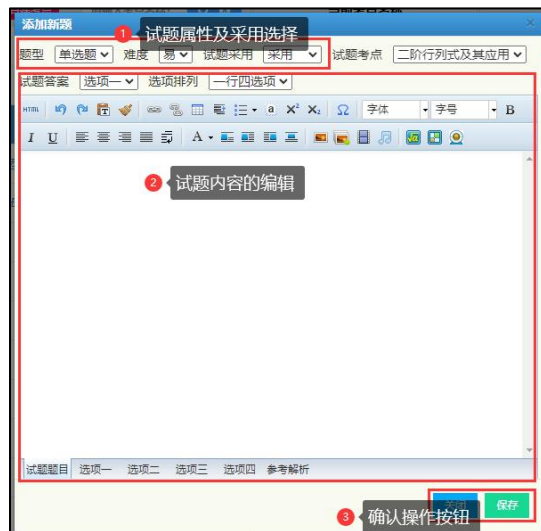 添加新题
1 试题属性及采用选择
题型 单选题 难度 易 试题采用 采用 试题考点 二阶行列式及其应用
试题答案 选项一 选项排列 一行四选项
HTML a X² X₂ Ω 字体 字号 B
I U A √a
2 试题内容的编辑
试题题目 选项一 选项二 选项三 选项四 参考解析
关闭 保存
3 确认操作按钮